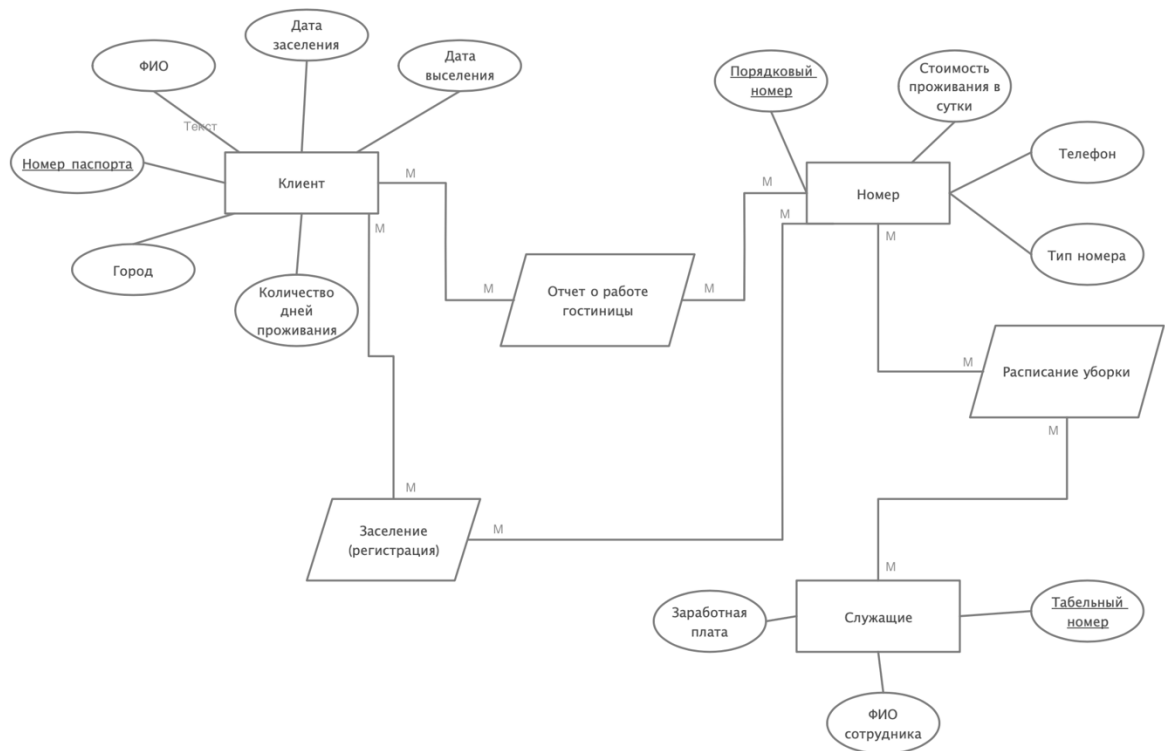 Дата
заселения
ФИО
Дата
выселения
Порядковый
номер
Стоимость
проживания в
сутки
Текст
Номер паспорта
Клиент
М
М
М
М
Номер
М
Телефон
Город
Количество
дней
проживания
М
Отчет о работе
гостиницы
М
Тип номера
М
Расписание уборки
М
М
Заселение
(регистрация)
М
М
Заработная
плата
Служащие
Табельный
номер
ФИО
сотрудника